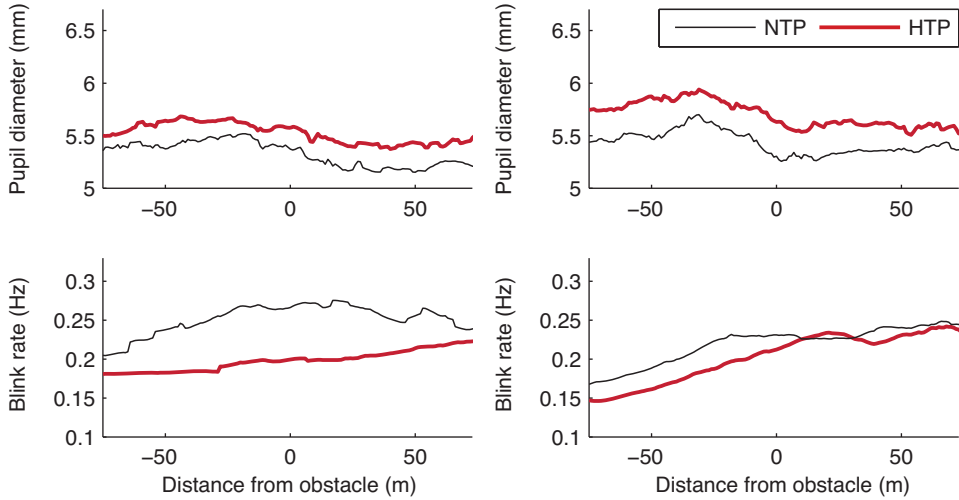 NTP HTP
Pupil diameter (mm)
6.5
6
5.5
5
−50 0 50
Pupil diameter (mm)
6.5
6
5.5
5
−50 0 50
Distance from obstacle (m)
Blink rate (Hz)
0.3
0.25
0.2
0.15
0.1
−50 0 50
Distance from obstacle (m)
Blink rate (Hz)
0.3
0.25
0.2
0.15
0.1
−50 0 50
Distance from obstacle (m)